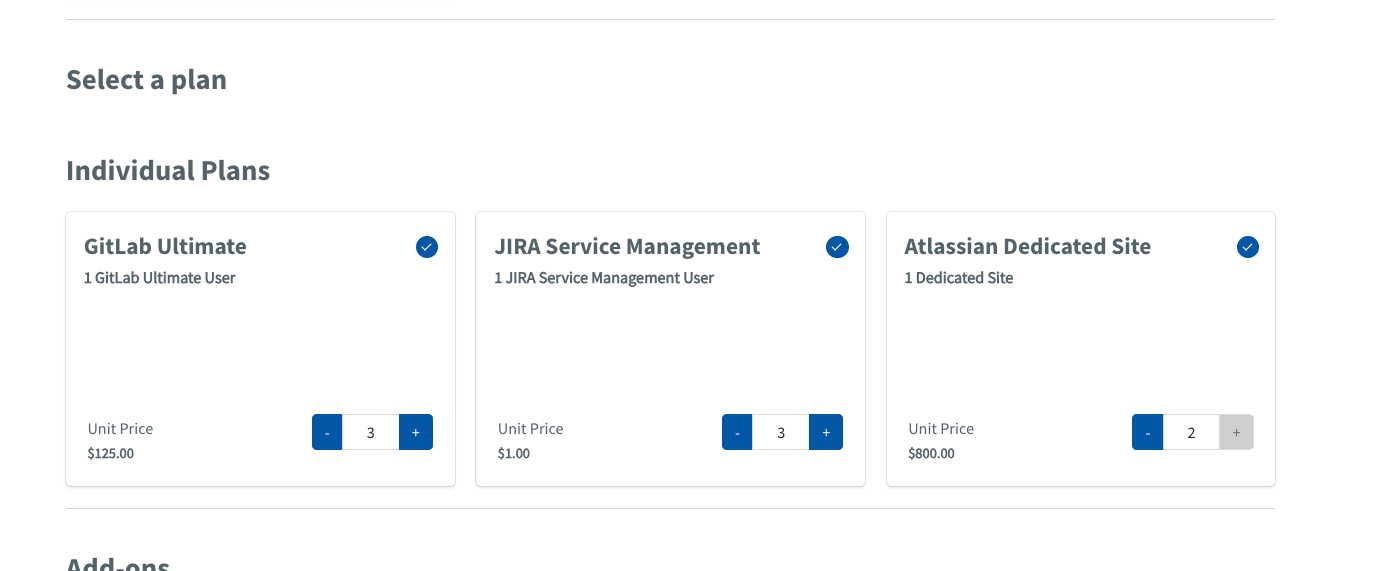 Select a plan
Individual Plans
GitLab Ultimate
1 GitLab Ultimate User
Unit Price
$125.00
- 3 +
JIRA Service Management
1 JIRA Service Management User
Unit Price
$1.00
- 3 +
Atlassian Dedicated Site
1 Dedicated Site
Unit Price
$800.00
- 2 +
Add-ons